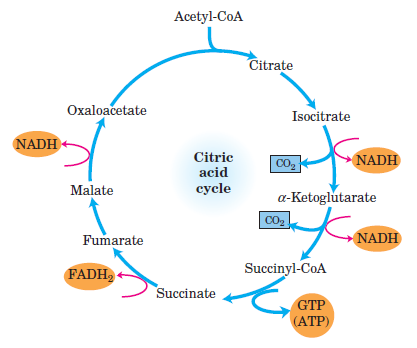 Acetyl-CoA
Citrate
Oxaloacetate
Isocitrate
NADH
Citric
acid
cycle
CO₂
NADH
Malate
α-Ketoglutarate
CO₂
Fumarate
NADH
FADH₂
Succinyl-CoA
Succinate
GTP
(ATP)